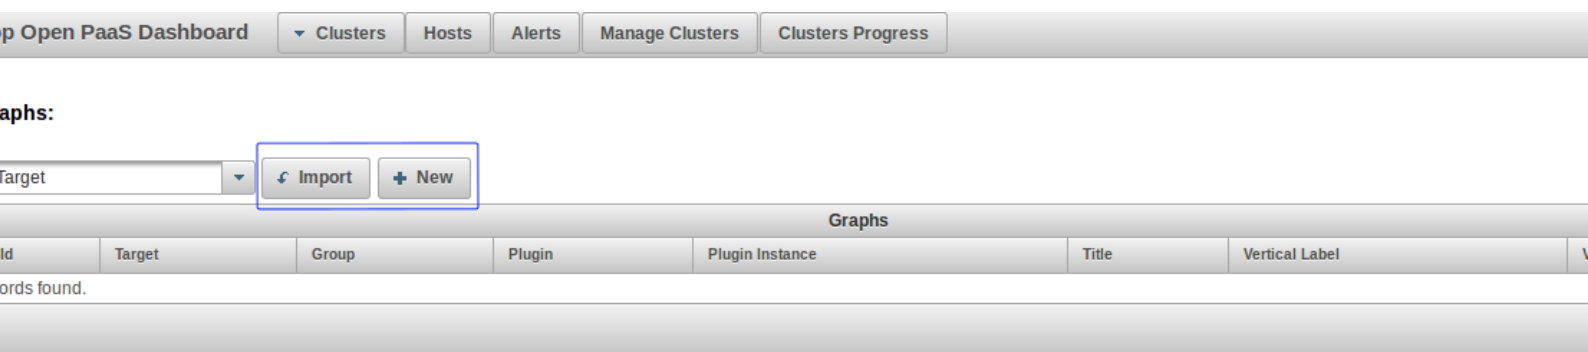 op Open PaaS Dashboard Clusters Hosts Alerts Manage Clusters Clusters Progress
aphs:
Target Import New
Graphs
Id Target Group Plugin Plugin Instance Title Vertical Label V
ords found.